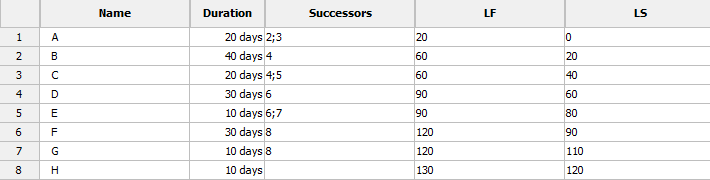 Name Duration Successors LF LS
1 A 20 days 2;3 20 0
2 B 40 days 4 60 20
3 C 20 days 4;5 60 40
4 D 30 days 6 90 60
5 E 10 days 6;7 90 80
6 F 30 days 8 120 90
7 G 10 days 8 120 110
8 H 10 days 130 120